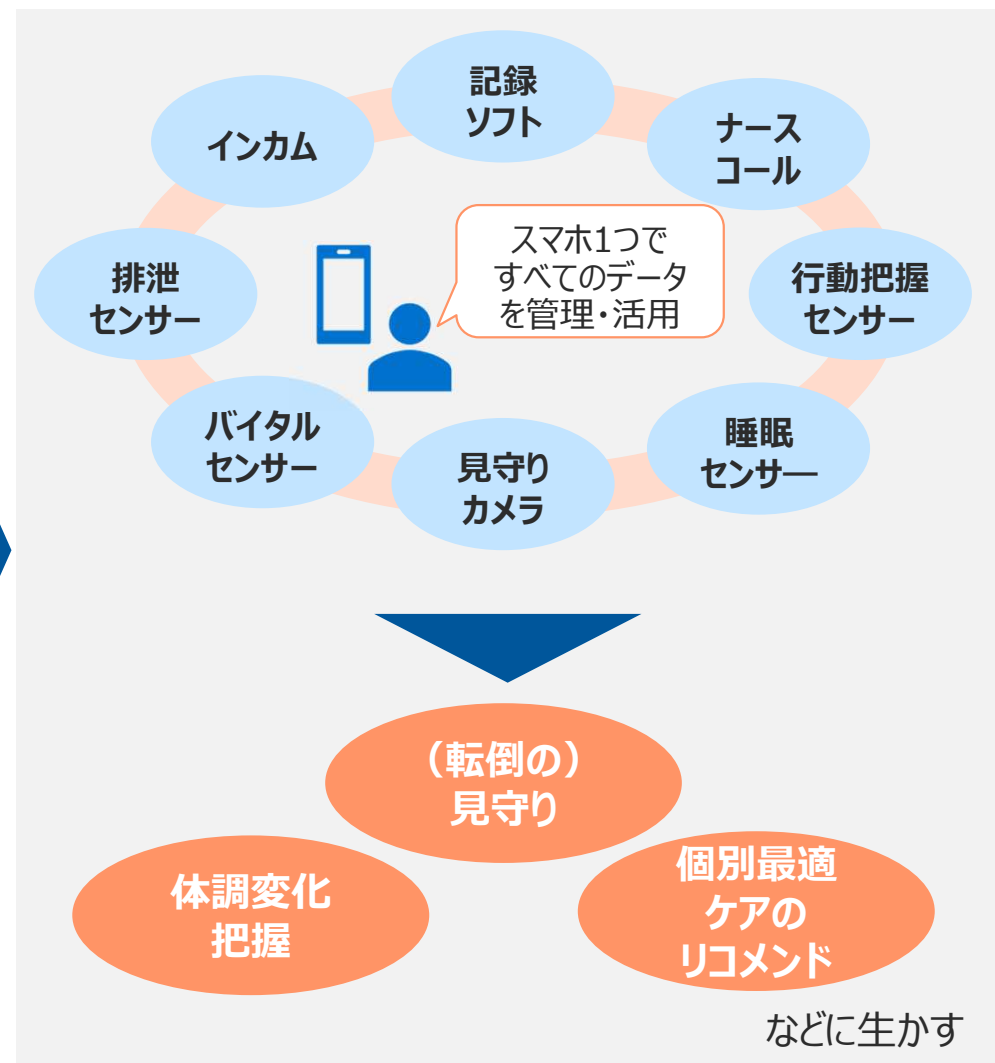 記録
ソフト
インカム
ナース
コール
スマホ1つで
すべてのデータ
を管理・活用
排泄
センサー
行動把握
センサー
バイタル
センサー
睡眠
センサ―
見守り
カメラ
（転倒の）
見守り
体調変化
把握
個別最適
ケアの
リコメンド
などに生かす